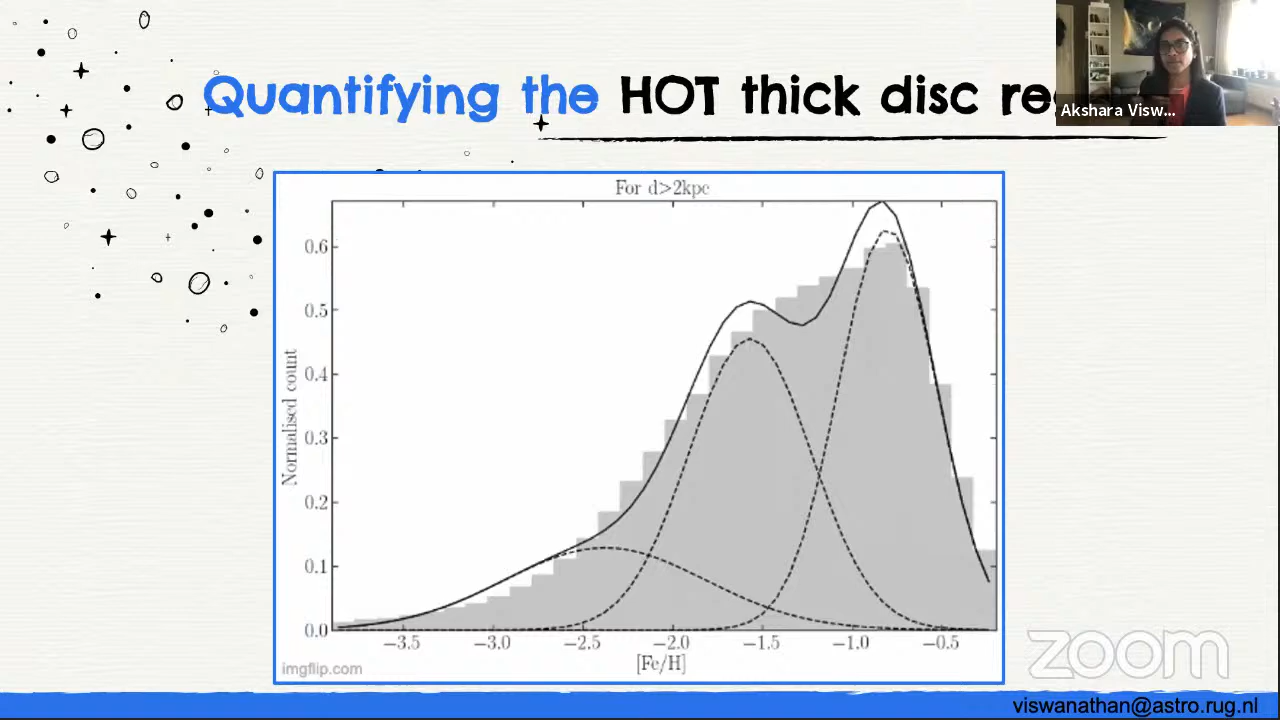 Quantifying the HOT thick disc
Akshara Visw...
For d>2kpc
Normalised count
0.6
0.5
0.4
0.3
0.2
0.1
0.0
−3.5 −3.0 −2.5 −2.0 −1.5 −1.0 −0.5
[Fe/H]
imgflip.com
zoom
viswanathan@astro.rug.nl